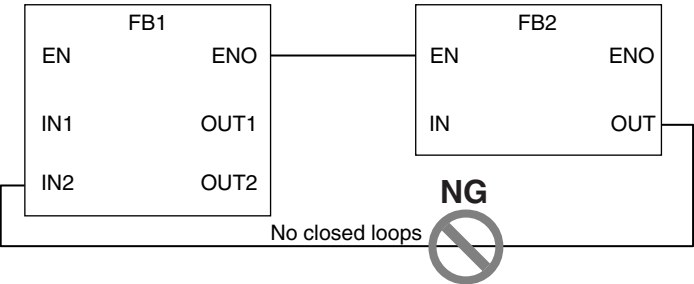 FB1
EN ENO
IN1 OUT1
IN2 OUT2
FB2
EN ENO
IN OUT
NG
No closed loops